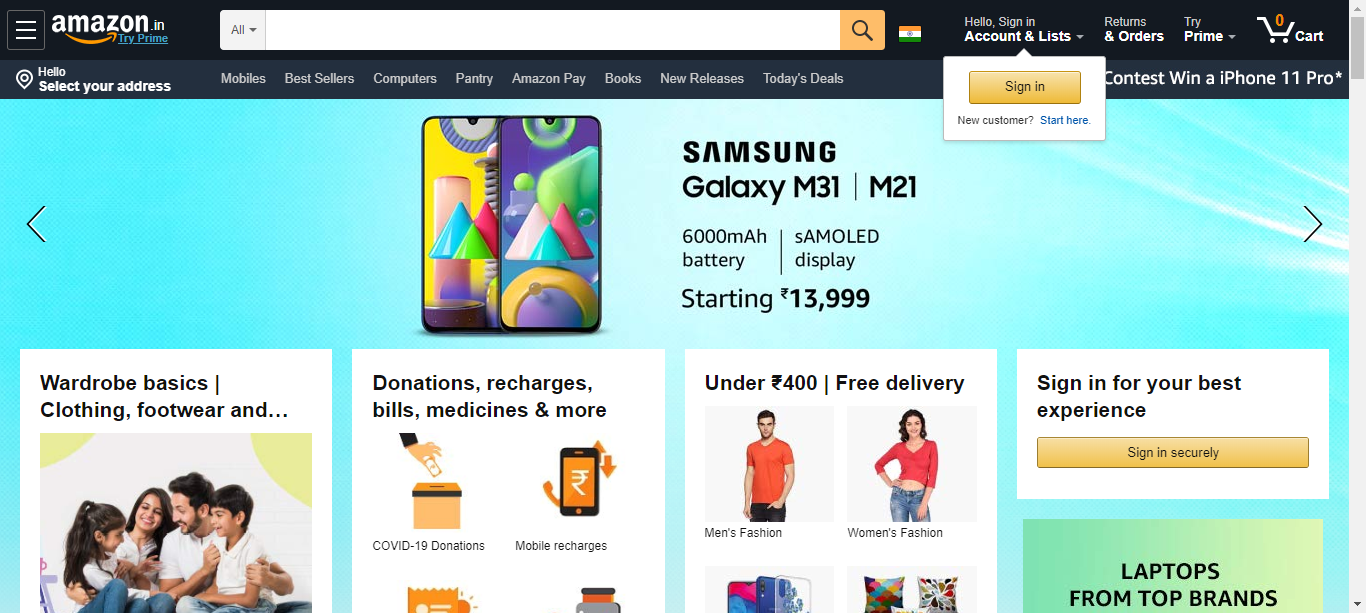 amazon.in
Try Prime
All
Hello, Sign in
Account & Lists
Returns
& Orders
Try
Prime
0
Cart
Hello
Select your address
Mobiles
Best Sellers
Computers
Pantry
Amazon Pay
Books
New Releases
Today's Deals
Contest Win a iPhone 11 Pro*
Sign in
New customer? Start here.
SAMSUNG
Galaxy M31 | M21
6000mAh
battery
sAMOLED
display
Starting ₹13,999
Wardrobe basics |
Clothing, footwear and…
Donations, recharges,
bills, medicines & more
COVID-19 Donations
Mobile recharges
Under ₹400 | Free delivery
Men's Fashion
Women's Fashion
Sign in for your best
experience
Sign in securely
LAPTOPS
FROM TOP BRANDS